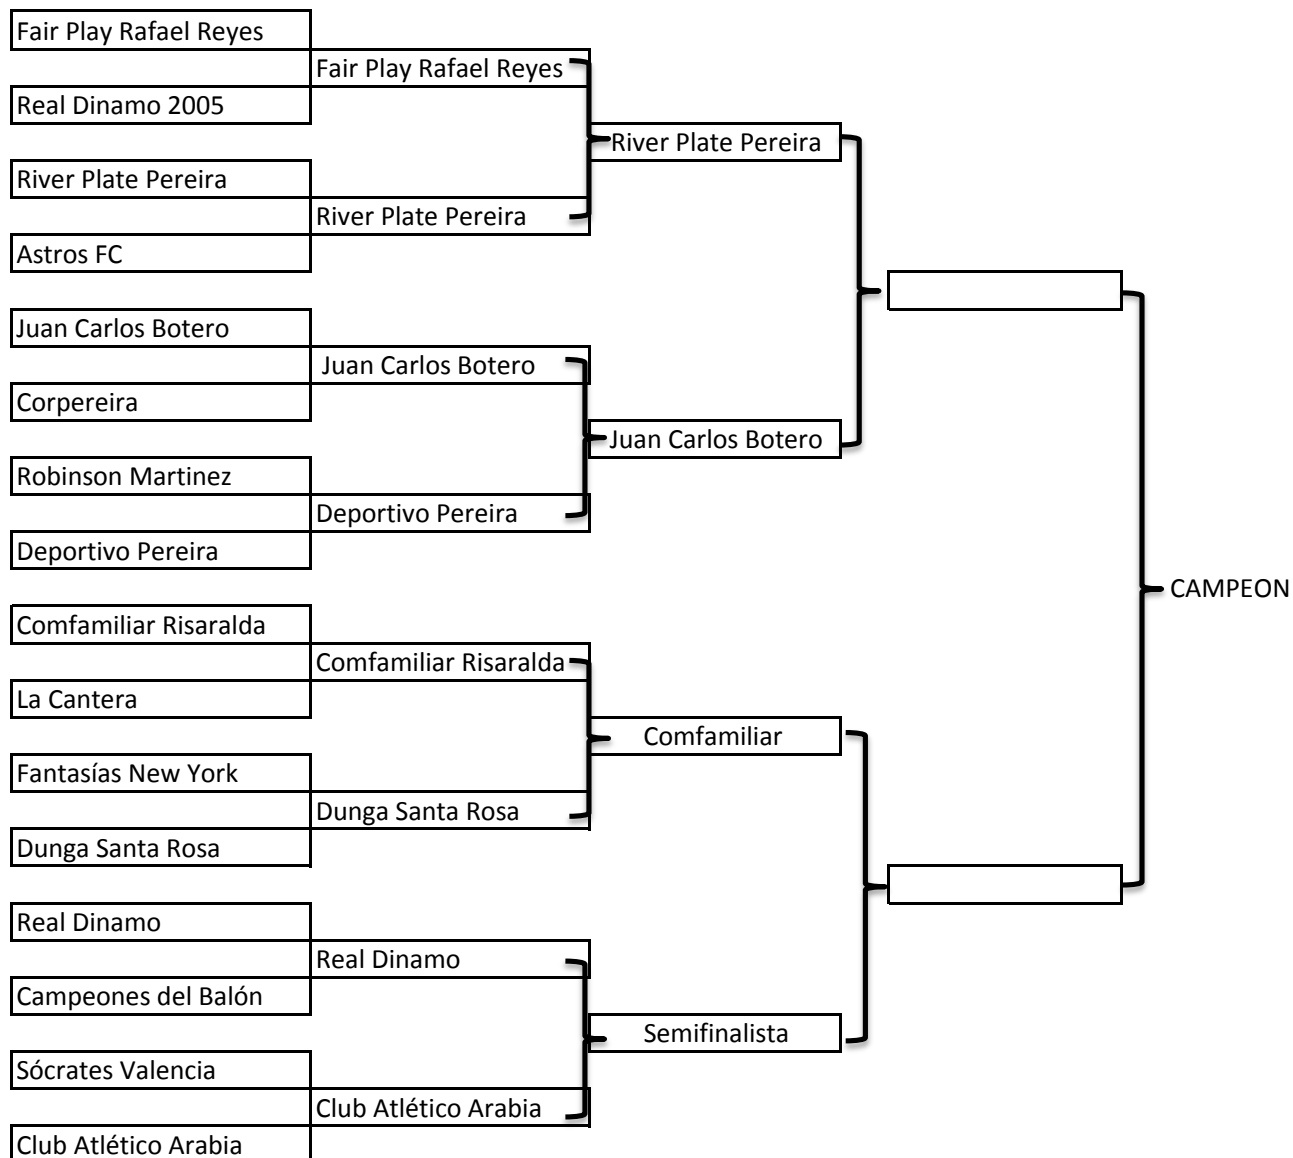 Fair Play Rafael Reyes
Fair Play Rafael Reyes
Real Dinamo 2005
River Plate Pereira
River Plate Pereira
River Plate Pereira
Astros FC
Juan Carlos Botero
Juan Carlos Botero
Corpereira
Juan Carlos Botero
Robinson Martinez
Deportivo Pereira
Deportivo Pereira
CAMPEON
Comfamiliar Risaralda
Comfamiliar Risaralda
La Cantera
Comfamiliar
Fantasías New York
Dunga Santa Rosa
Dunga Santa Rosa
Real Dinamo
Real Dinamo
Campeones del Balón
Semifinalista
Sócrates Valencia
Club Atlético Arabia
Club Atlético Arabia